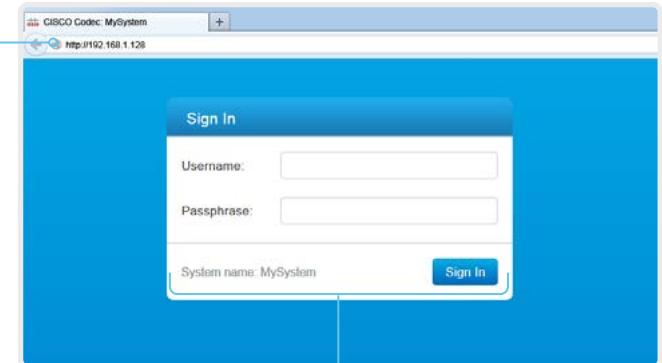 CISCO Codec: MySystem
+
http://192.168.1.128
Sign In
Username:
Passphrase:
System name: MySystem
Sign In